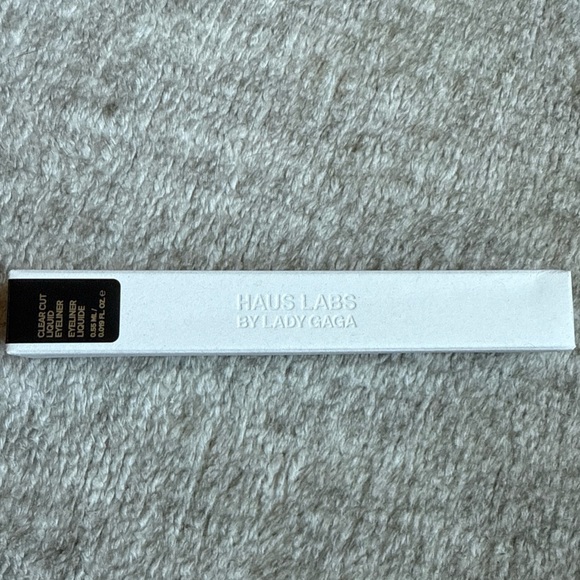 CLEAR CUT
LIQUID
EYELINER
EYELINER
LIQUIDE
0.55 ML /
0.019 FL. OZ. ℮
HAUS LABS
BY LADY GAGA